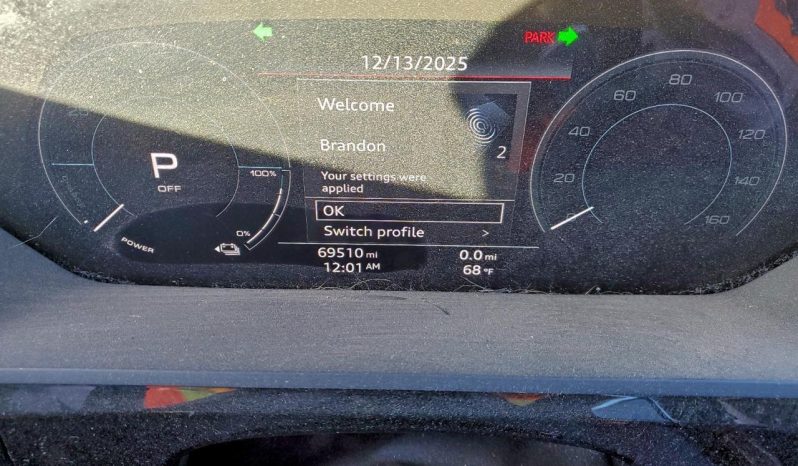 PARK
12/13/2025
Welcome
Brandon
2
Your settings were
applied
OK
Switch profile >
69510 mi 0.0 mi
12:01 AM 68 °F
P
OFF
100%
0%
POWER
20
40
60
80
100
120
140
160